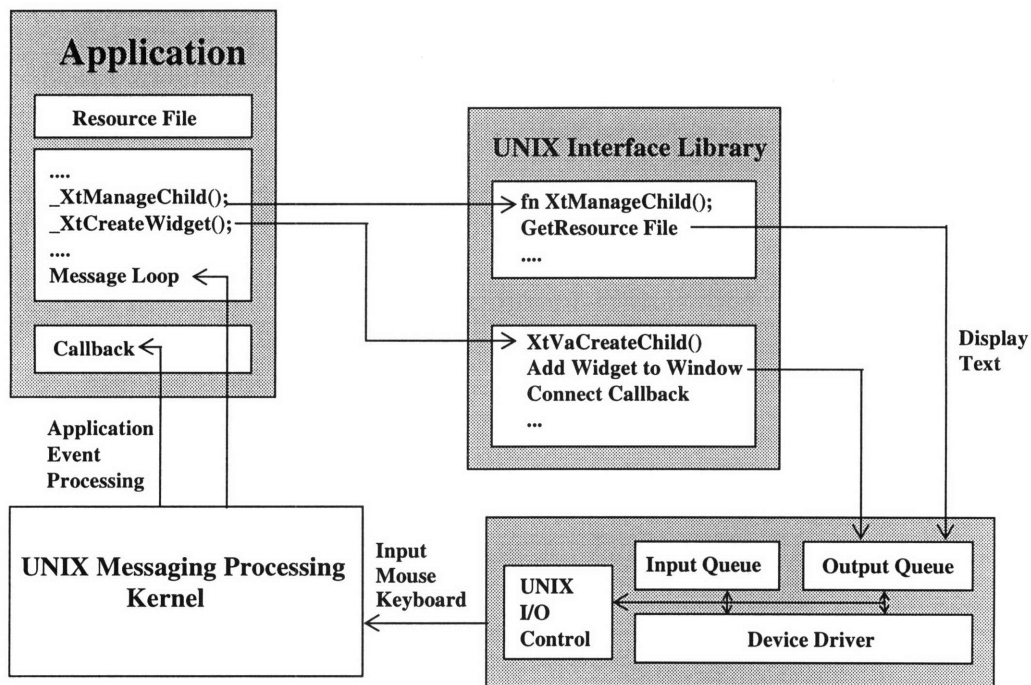 Application
Resource File
....
_XtManageChild();
_XtCreateWidget();
....
Message Loop
Callback
Application
Event
Processing
UNIX Interface Library
fn XtManageChild();
GetResource File
....
XtVaCreateChild()
Add Widget to Window
Connect Callback
...
Display
Text
UNIX Messaging Processing
Kernel
Input
Mouse
Keyboard
UNIX
I/O
Control
Input Queue
Output Queue
Device Driver